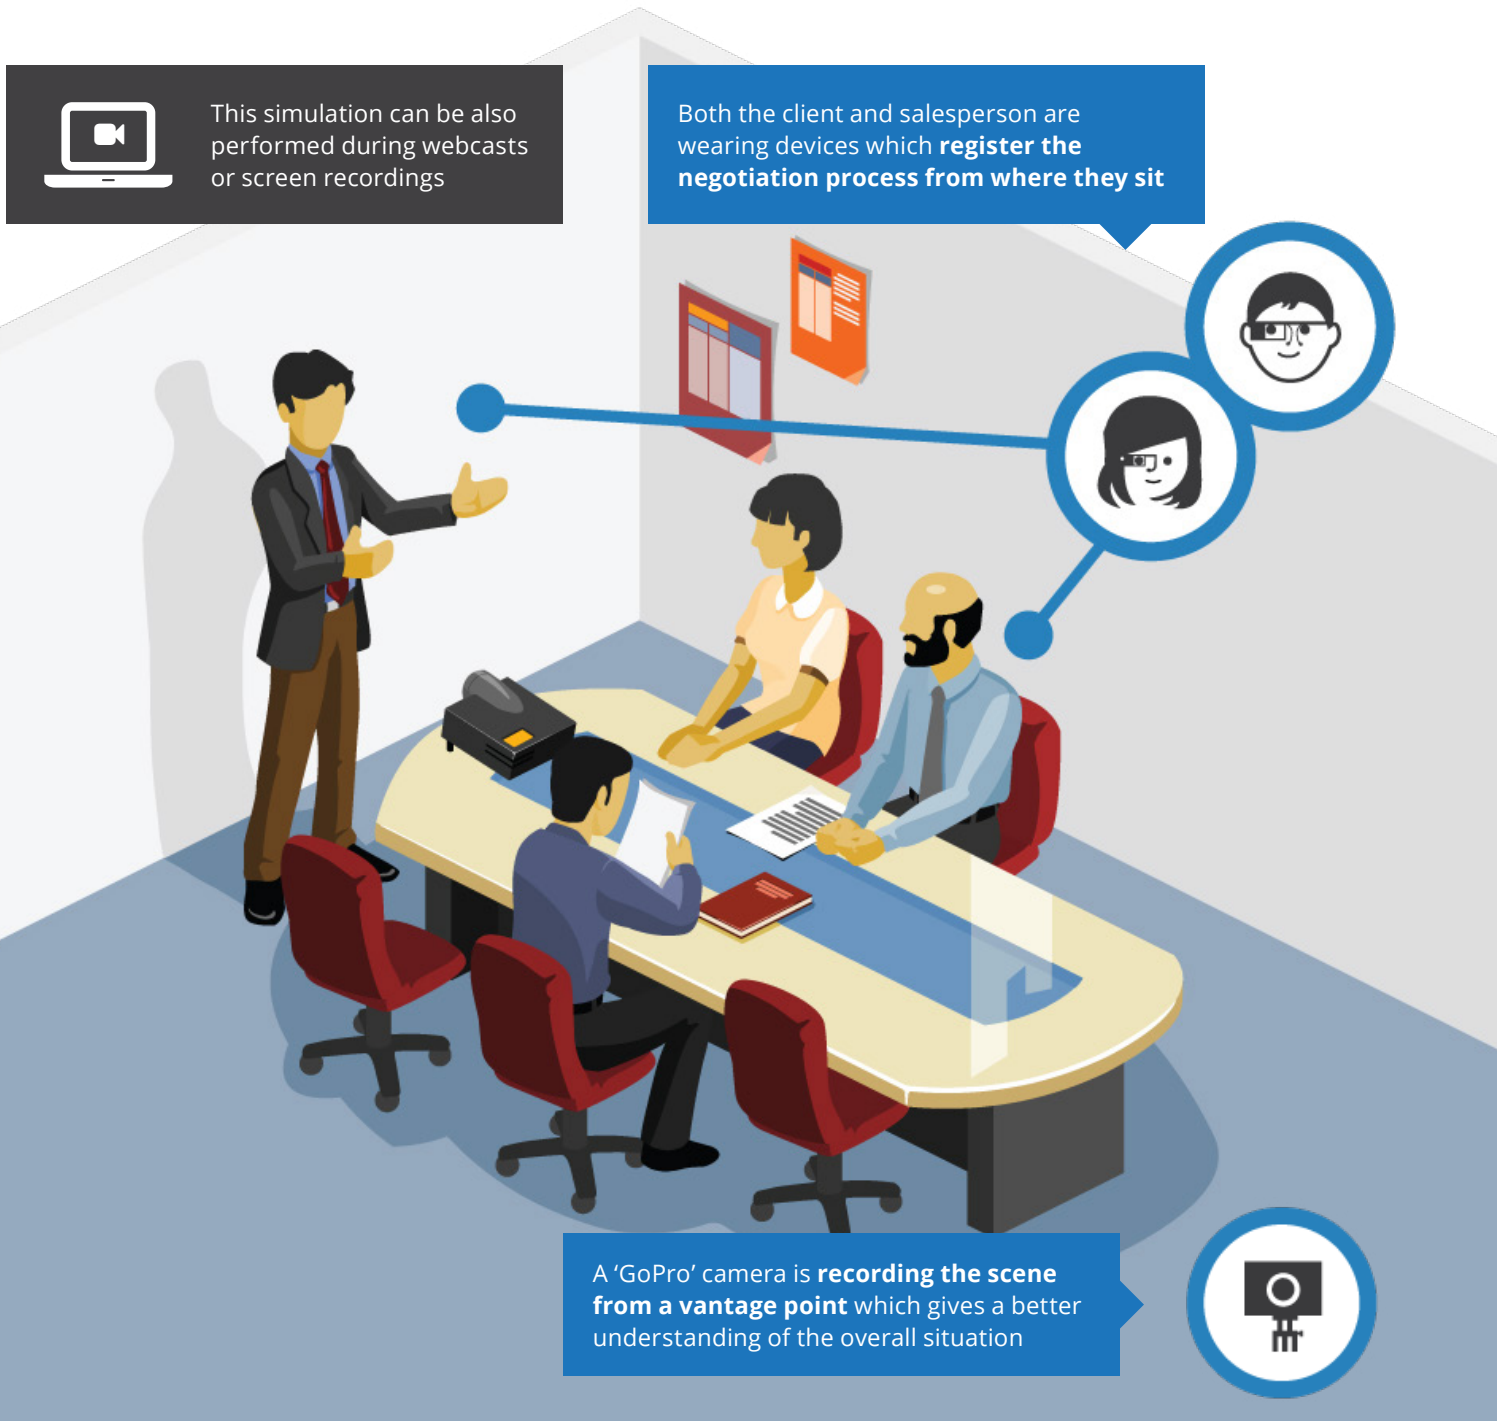 This simulation can be also
performed during webcasts
or screen recordings
Both the client and salesperson are
wearing devices which register the
negotiation process from where they sit
A ‘GoPro’ camera is recording the scene
from a vantage point which gives a better
understanding of the overall situation